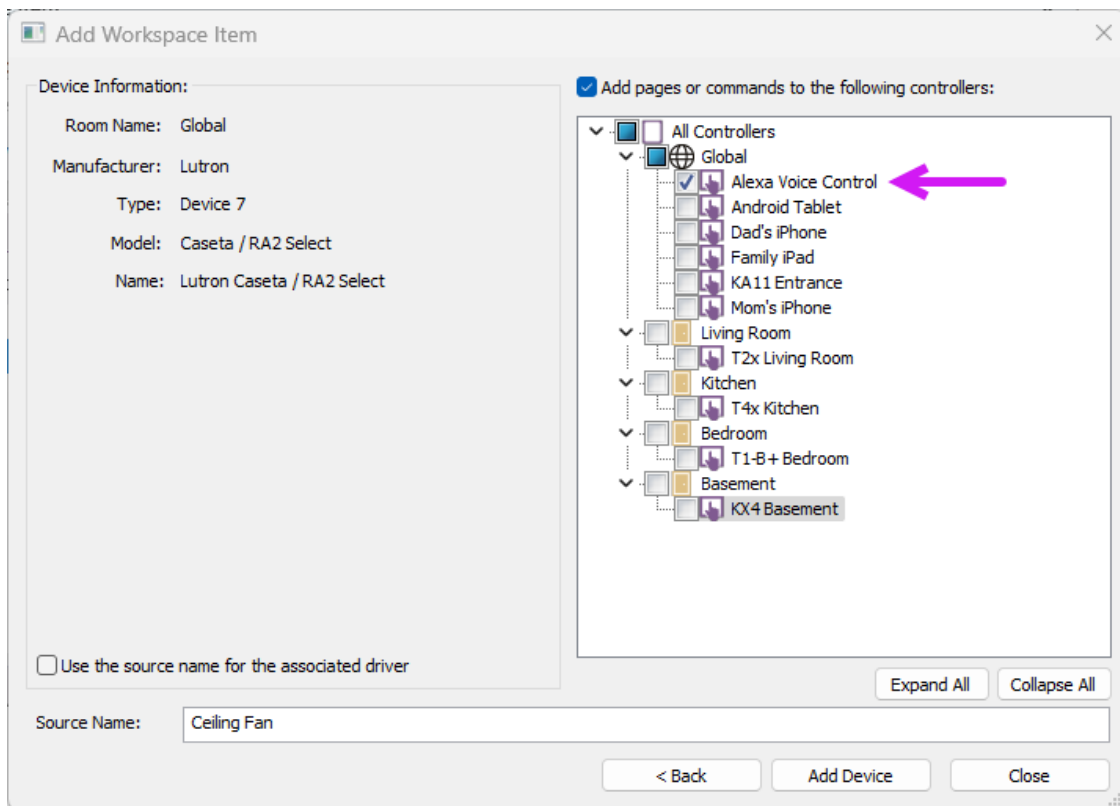 Add Workspace Item
Device Information:
Room Name: Global
Manufacturer: Lutron
Type: Device 7
Model: Caseta / RA2 Select
Name: Lutron Caseta / RA2 Select
Use the source name for the associated driver
Add pages or commands to the following controllers:
All Controllers
Global
Alexa Voice Control
Android Tablet
Dad's iPhone
Family iPad
KA11 Entrance
Mom's iPhone
Living Room
T2x Living Room
Kitchen
T4x Kitchen
Bedroom
T1-B+ Bedroom
Basement
KX4 Basement
Expand All Collapse All
Source Name: Ceiling Fan
< Back Add Device Close